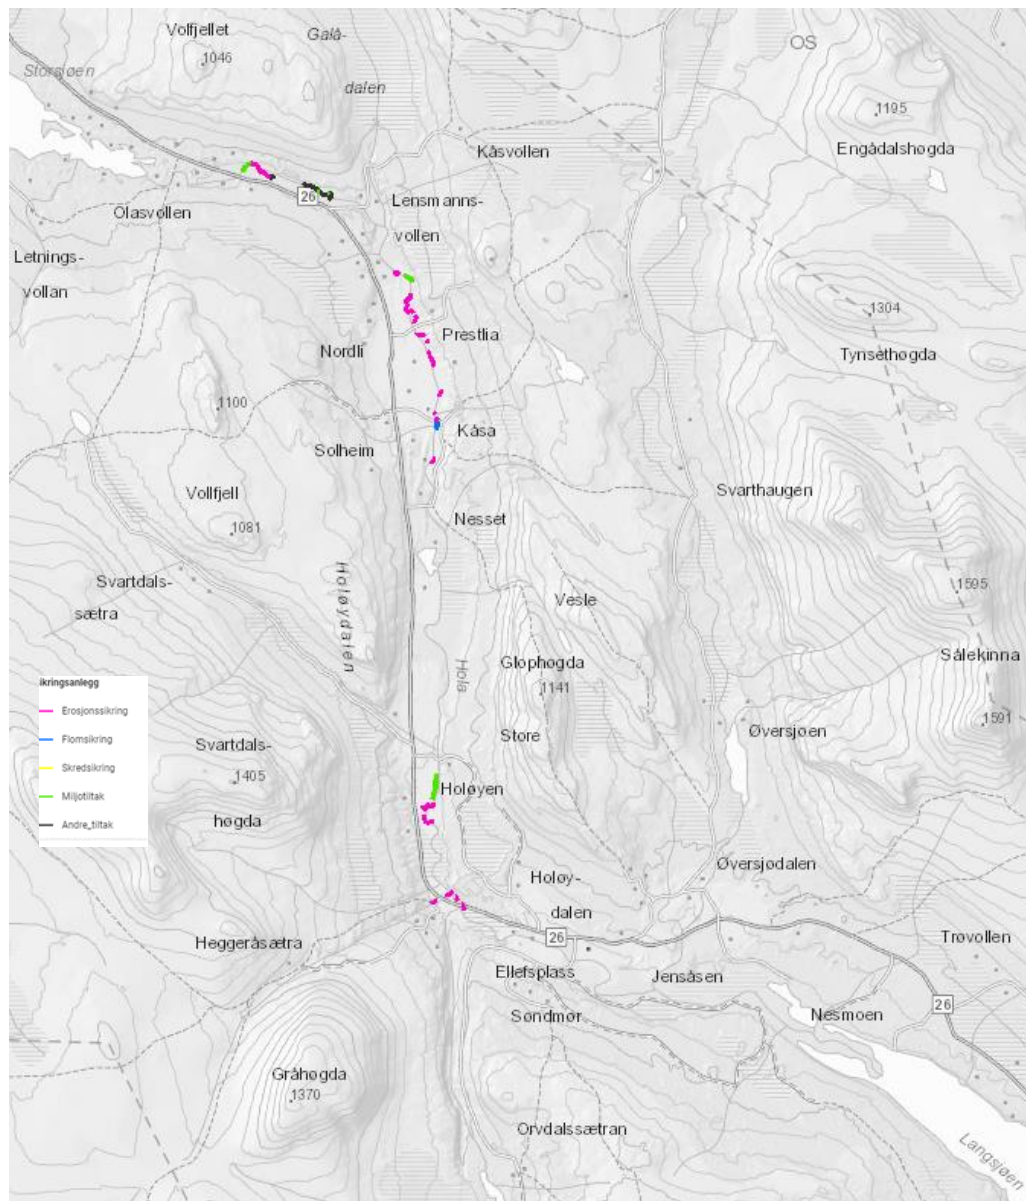 Volfjellet
1046
Galå-
dalen
Storsjøen
OS
1195
Engådalshøgda
Kåsvollen
26
Olasvollen
Lensmanns-
vollen
Letnings-
vollan
1304
Tynsethøgda
Prestlia
Nordli
1100
Kåsa
Solheim
Vollfjell
1081
Svarthaugen
Nesset
Svartdals-
sætra
Holøydalen
Vesle
1595
Glophøgda
1141
Hola
Sålekinna
1591
Store
Øversjøen
ikringsanlegg
Erosjonssikring
Flomsikring
Skredsikring
Miljøtiltak
Andre_tiltak
Svartdals-
1405
høgda
Holøyen
Øversjødalen
Holøy-
dalen
26
Heggeråsætra
Trøvollen
Ellefsplass
Jensåsen
Søndmør
Nesmoen
26
Gråhøgda
1370
Orvdalssætran
Langsjøen